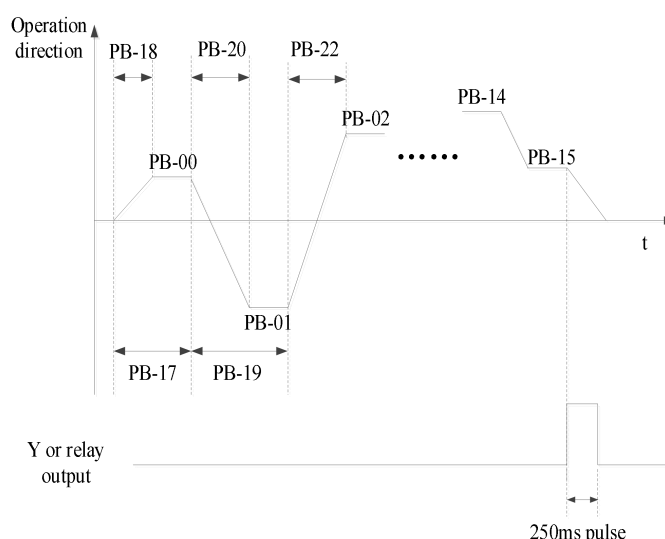 Operation
direction
PB-18
PB-20
PB-22
PB-14
PB-02
PB-00
PB-15
t
PB-01
PB-17
PB-19
Y or relay
output
250ms pulse